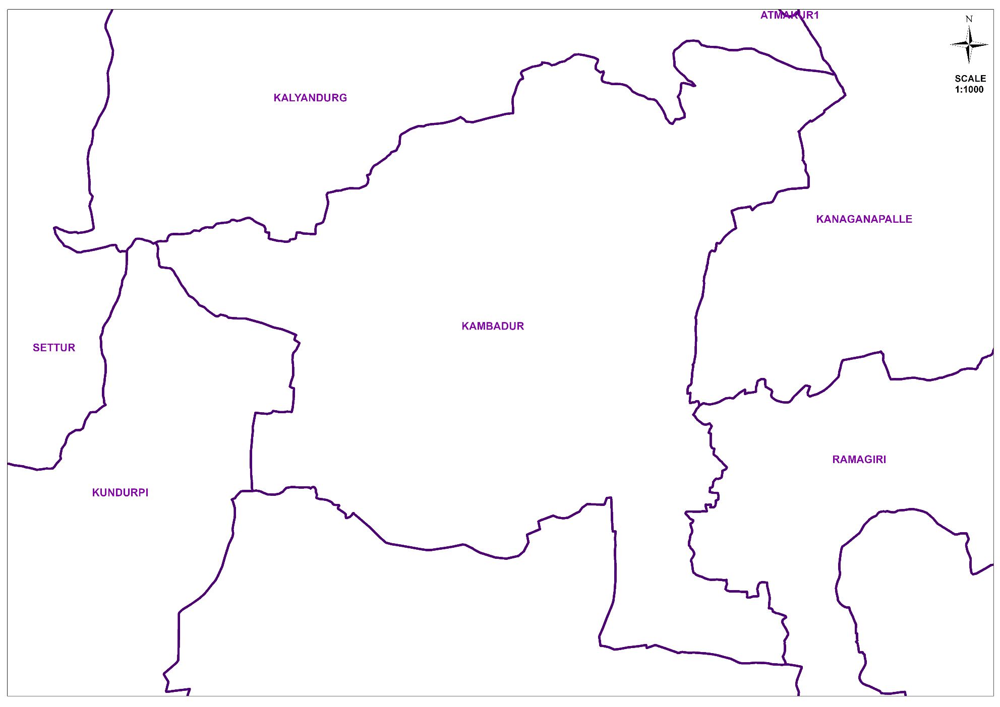 ATMAKUR1
N
SCALE
1:1000
KALYANDURG
KANAGANAPALLE
KAMBADUR
SETTUR
RAMAGIRI
KUNDURPI